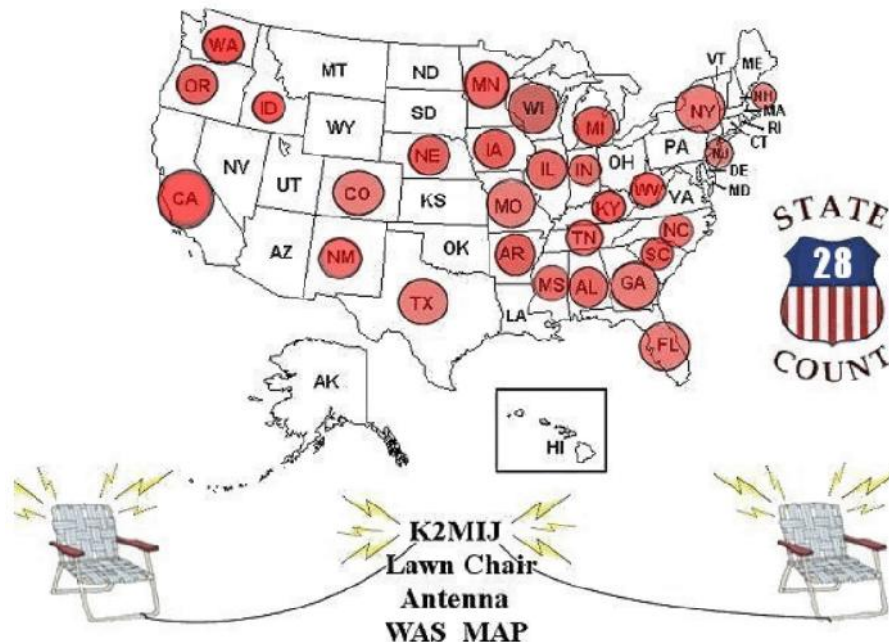 WA
MT
ND
MN
VT
ME
OR
ID
SD
WI
MI
NY
NH
MA
RI
CT
WY
NE
IA
PA
NJ
NV
UT
CO
IL
IN
OH
DE
MD
CA
KS
MO
KY
WV
VA
AZ
NM
OK
AR
TN
NC
SC
TX
LA
MS
AL
GA
FL
AK
HI
STATE
28
COUNT
K2MIJ
Lawn Chair
Antenna
WAS MAP